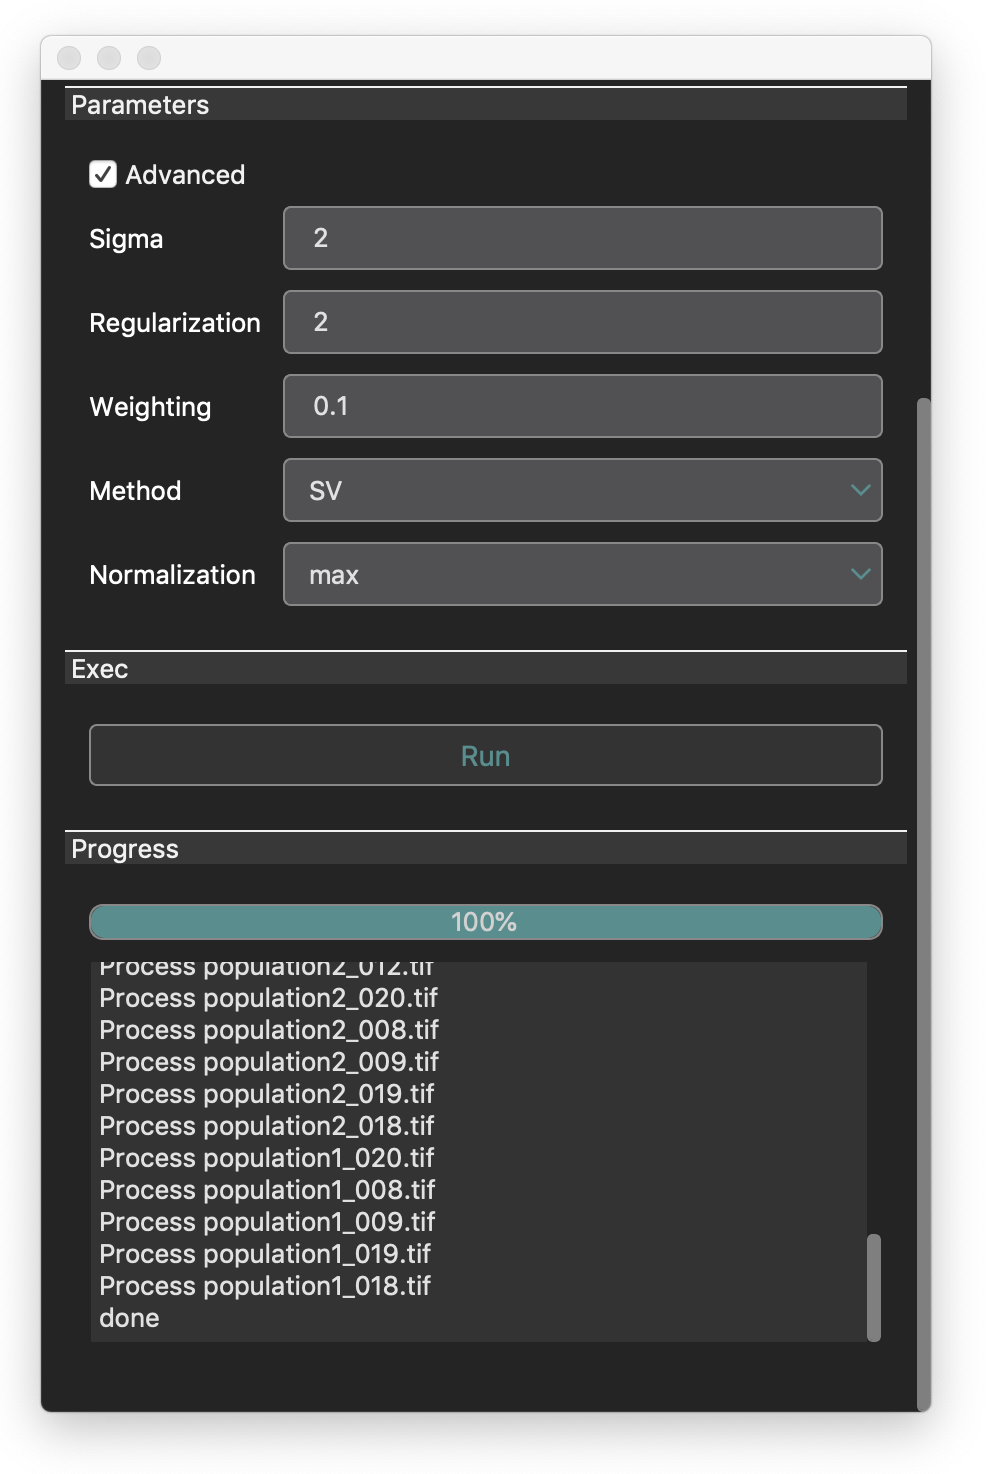 Parameters
Advanced
Sigma 2
Regularization 2
Weighting 0.1
Method SV
Normalization max
Exec
Run
Progress
100%
Process population2_012.tif
Process population2_020.tif
Process population2_008.tif
Process population2_009.tif
Process population2_019.tif
Process population2_018.tif
Process population1_020.tif
Process population1_008.tif
Process population1_009.tif
Process population1_019.tif
Process population1_018.tif
done